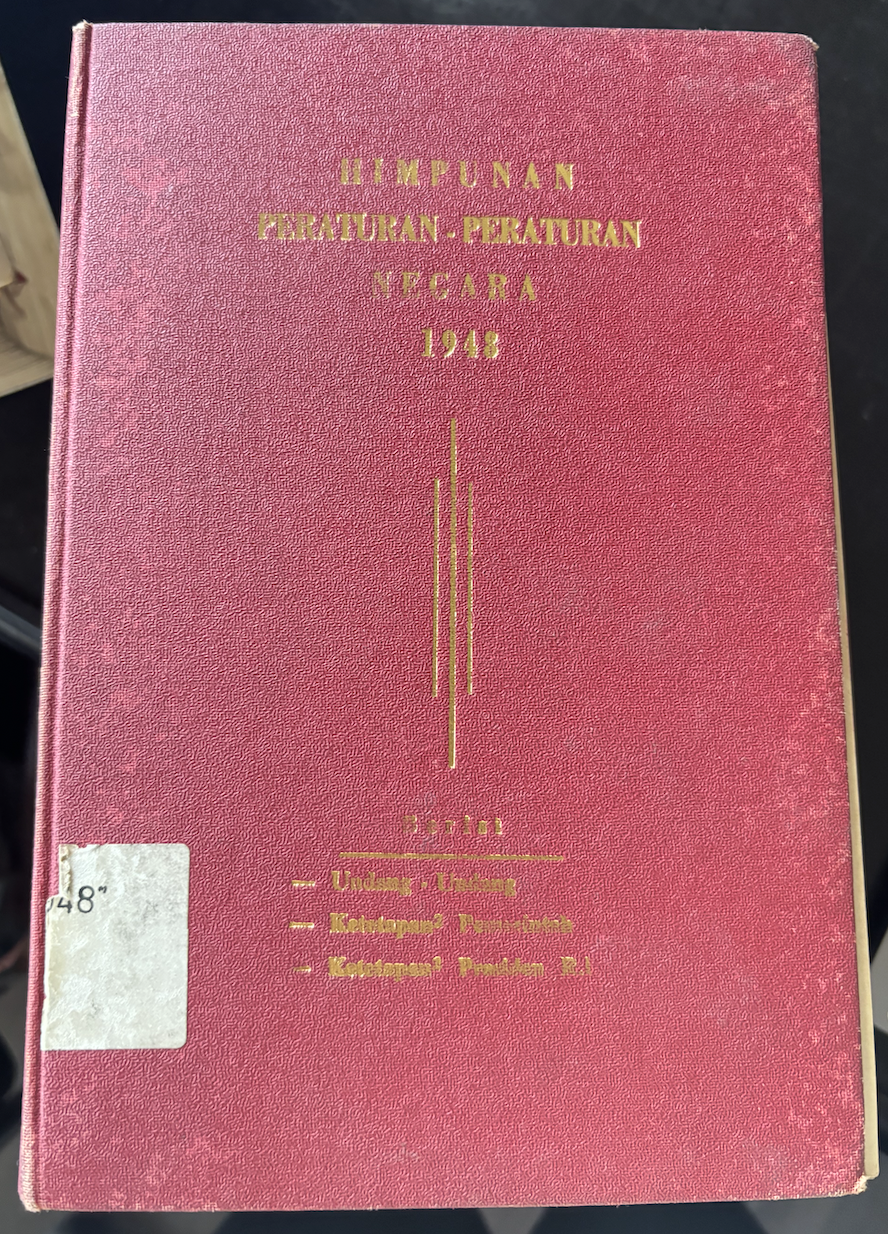 HIMPUNAN
PERATURAN - PERATURAN
NEGARA
1948
Berisi
— Undang - Undang
— Ketetapan² Pemerintah
— Ketetapan² Presiden R.I
48"